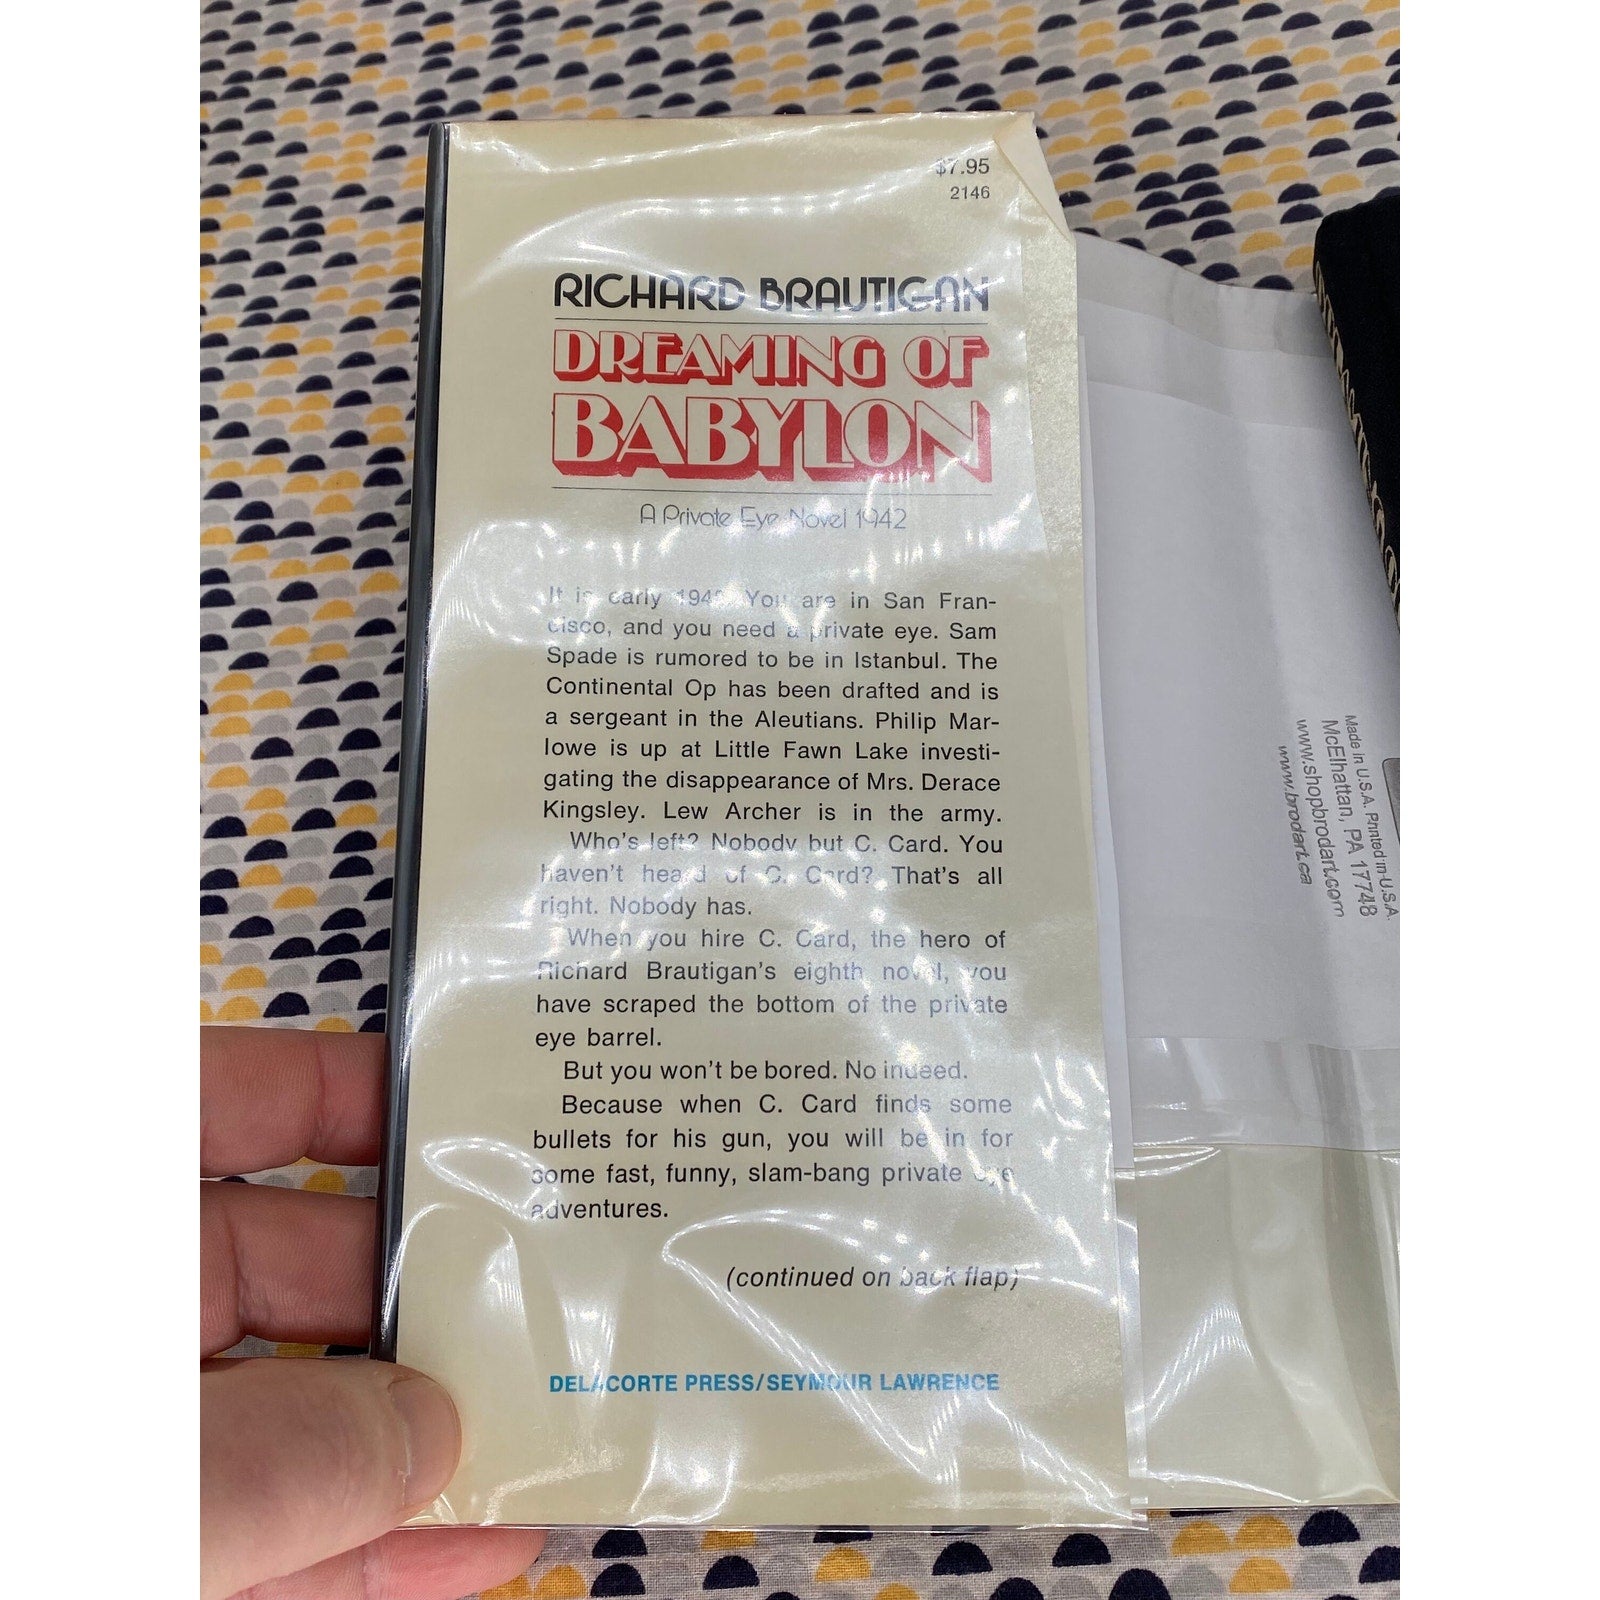 $7.95
2146
RICHARD BRAUTIGAN
DREAMING OF
BABYLON
A Private Eye Novel 1942
It is early 1942. You are in San Fran-
cisco, and you need a private eye. Sam
Spade is rumored to be in Istanbul. The
Continental Op has been drafted and is
a sergeant in the Aleutians. Philip Mar-
lowe is up at Little Fawn Lake investi-
gating the disappearance of Mrs. Derace
Kingsley. Lew Archer is in the army.
Who's left? Nobody but C. Card. You
haven't heard of C. Card? That's all
right. Nobody has.
When you hire C. Card, the hero of
Richard Brautigan's eighth novel, you
have scraped the bottom of the private
eye barrel.
But you won't be bored. No indeed.
Because when C. Card finds some
bullets for his gun, you will be in for
some fast, funny, slam-bang private eye
adventures.
(continued on back flap)
DELACORTE PRESS/SEYMOUR LAWRENCE
Made in U.S.A. Printed in U.S.A.
McElhattan, PA 17748
www.shopbrodart.com
www.brodart.ca